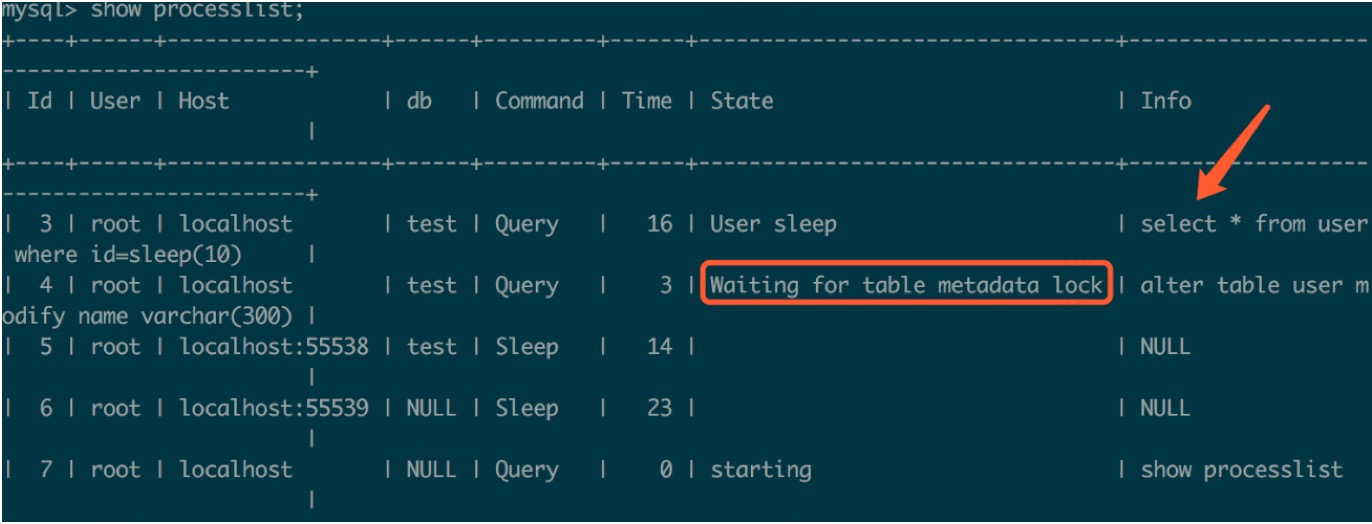 mysql> show processlist;
+----+------+-----------------+------+---------+------+----------------------------------+-------------------
------------------------+
| Id | User | Host            | db   | Command | Time | State                            | Info
                        |
+----+------+-----------------+------+---------+------+----------------------------------+-------------------
------------------------+
|  3 | root | localhost       | test | Query   |   16 | User sleep                       | select * from user
 where id=sleep(10)     |
|  4 | root | localhost       | test | Query   |    3 | Waiting for table metadata lock | alter table user m
odify name varchar(300) |
|  5 | root | localhost:55538 | test | Sleep   |   14 |                                  | NULL
                        |
|  6 | root | localhost:55539 | NULL | Sleep   |   23 |                                  | NULL
                        |
|  7 | root | localhost       | NULL | Query   |    0 | starting                         | show processlist
                        |